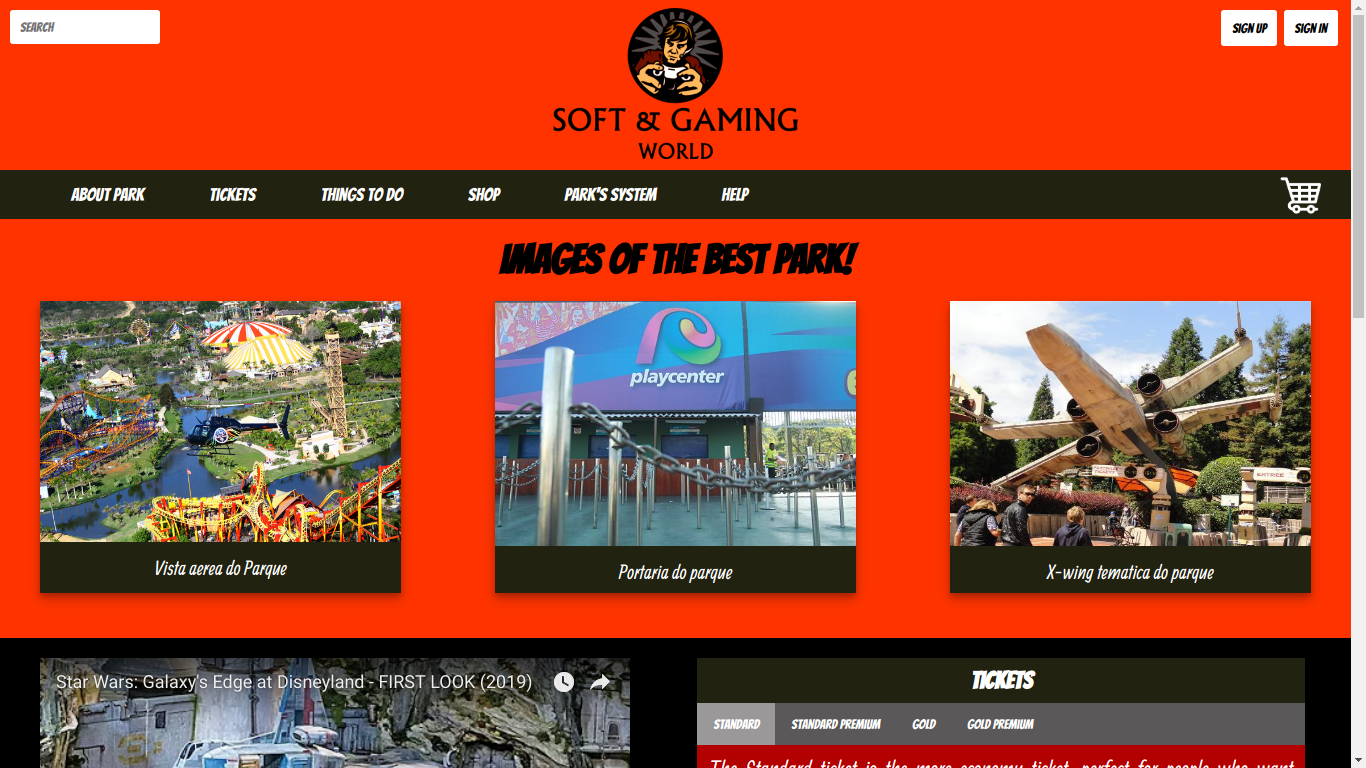 SEARCH
SIGN UP
SIGN IN
SOFT & GAMING
WORLD
ABOUT PARK
TICKETS
THINGS TO DO
SHOP
PARK'S SYSTEM
HELP
IMAGES OF THE BEST PARK!
playcenter
ENTREE
Vista aerea do Parque
Portaria do parque
X-wing tematica do parque
Star Wars: Galaxy's Edge at Disneyland - FIRST LOOK (2019)
TICKETS
STANDARD
STANDARD PREMIUM
GOLD
GOLD PREMIUM
The Standard ticket is the more economy ticket, perfect for people who want